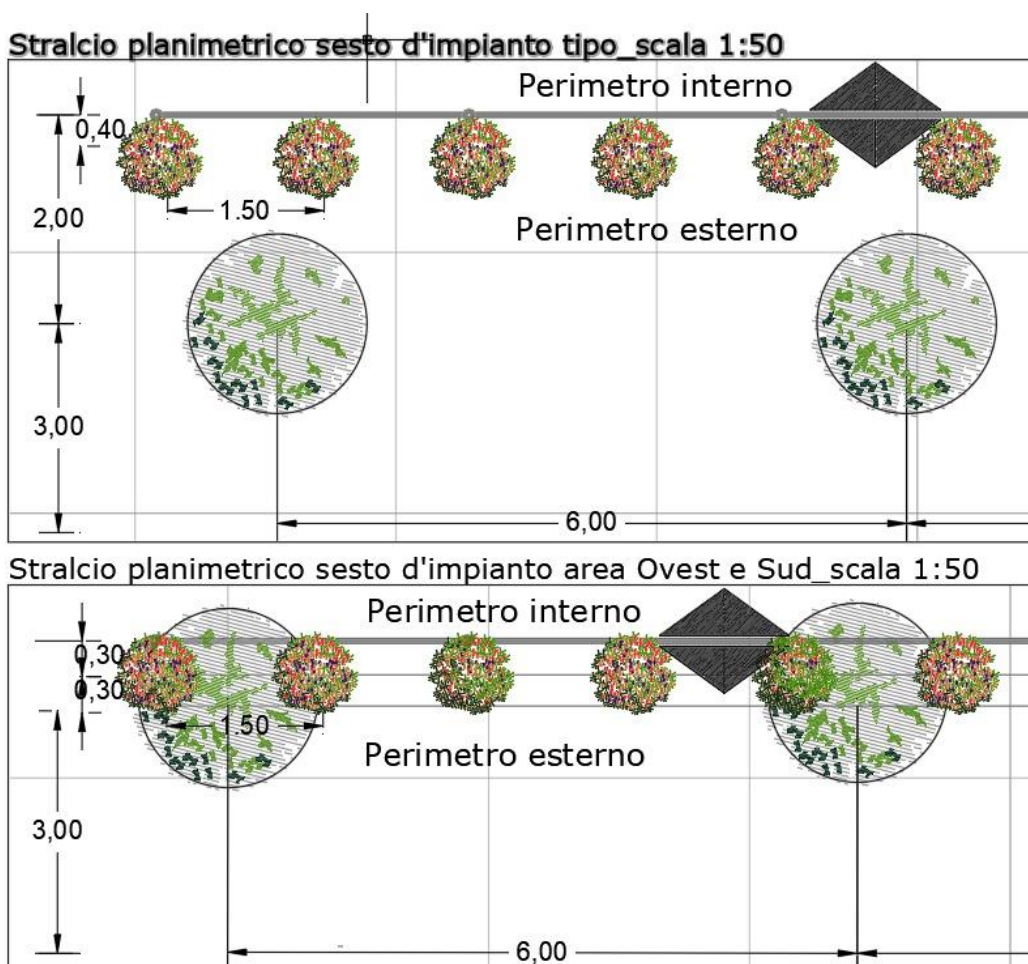 Stralcio planimetrico sesto d'impianto tipo_scala 1:50
Perimetro interno
0,40
1.50
2,00
Perimetro esterno
3,00
6,00
Stralcio planimetrico sesto d'impianto area Ovest e Sud_scala 1:50
Perimetro interno
0,30
0,30
1.50
Perimetro esterno
3,00
6,00